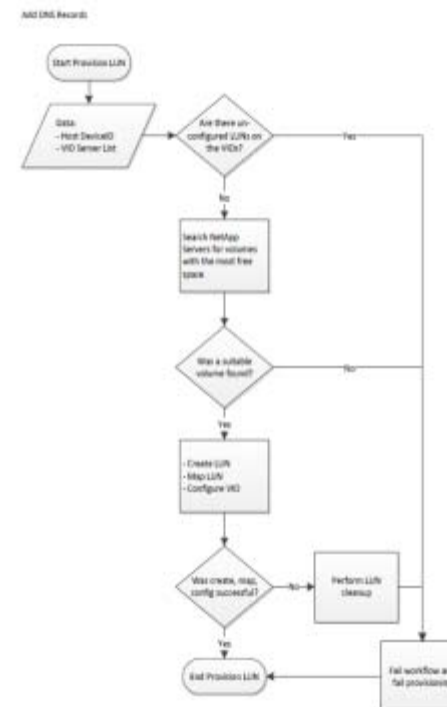 Add DNS Records
Start Provision LUN
Data:
- Host DeviceID
- VIO Server List
Are there un-
configured LUNs on
the VIOs?
Yes
No
Search NetApp
Servers for volumes
with the most free
space
Was a suitable
volume found?
No
Yes
- Create LUN
- Map LUN
- Configure VIO
Was create, map,
config successful?
No
Perform LUN
cleanup
Yes
End Provision LUN
Fail workflow a
fail provisionin